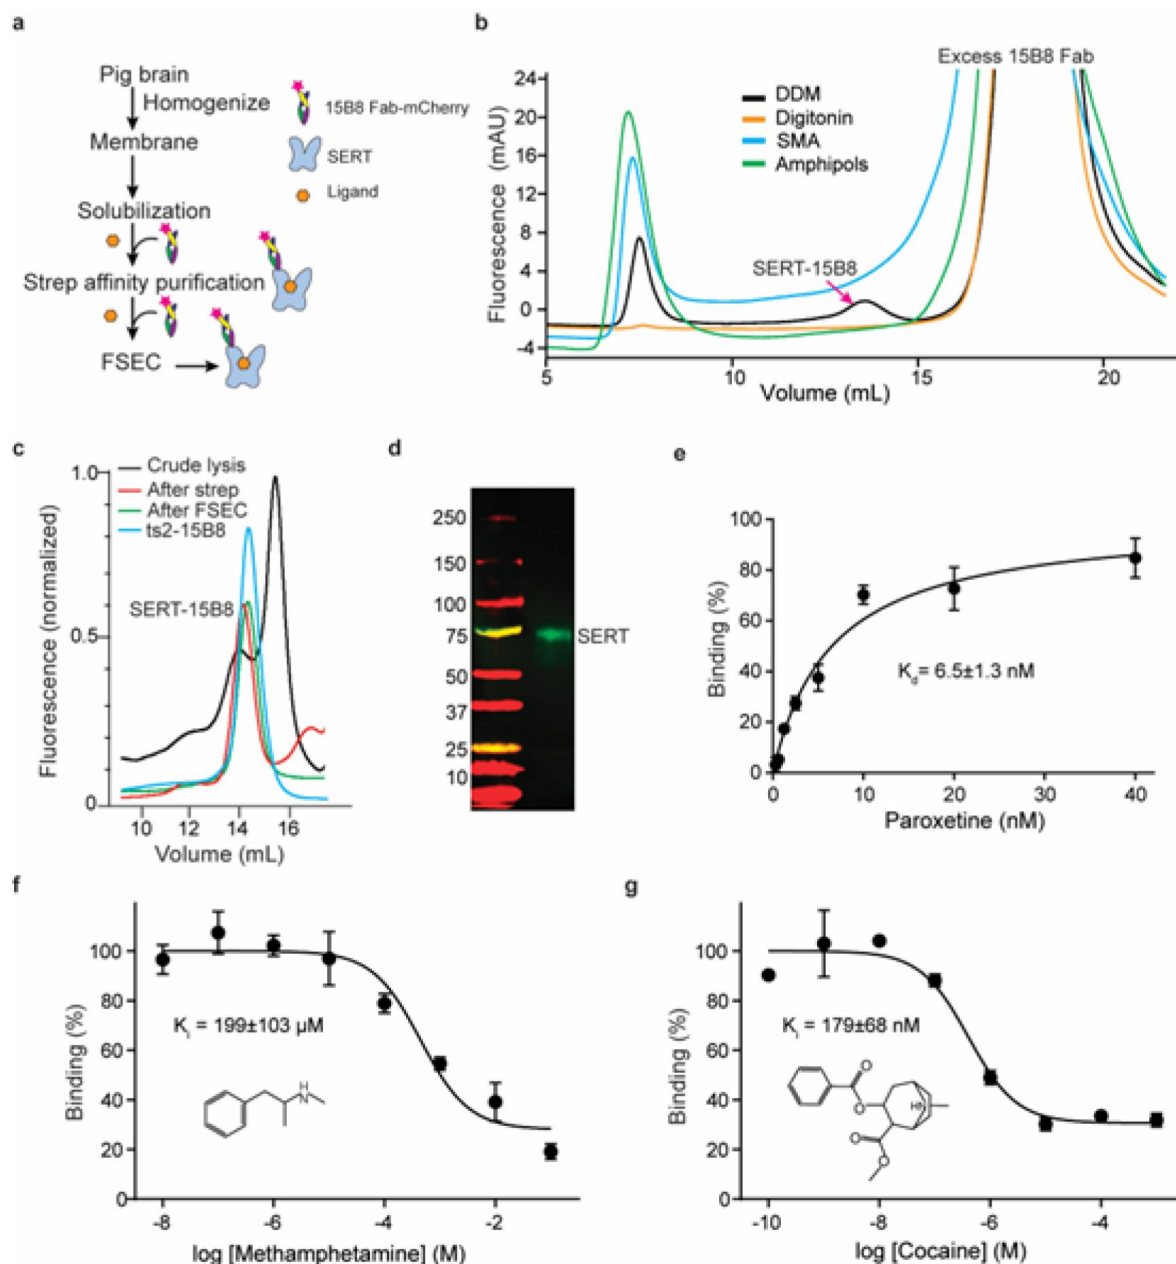 a
Pig brain
Homogenize
Membrane
Solubilization
Strep affinity purification
FSEC
15B8 Fab-mCherry
SERT
Ligand
b
Excess 15B8 Fab
DDM
Digitonin
SMA
Amphipols
SERT-15B8
Fluorescence (mAU)
24
20
16
12
8
4
0
-4
5
10
15
20
Volume (mL)
c
Crude lysis
After strep
After FSEC
ts2-15B8
SERT-15B8
Fluorescence (normalized)
1.0
0.5
0
10
12
14
16
Volume (mL)
d
250
150
100
75
50
37
25
10
SERT
e
Binding (%)
100
80
60
40
20
0
Kd= 6.5±1.3 nM
0
10
20
30
40
Paroxetine (nM)
f
Binding (%)
100
80
60
40
20
0
Ki = 199±103 µM
H
N
-8
-6
-4
-2
log [Methamphetamine] (M)
g
Binding (%)
100
80
60
40
20
0
Ki = 179±68 nM
O
O
O
O
-10
-8
-6
-4
log [Cocaine] (M)